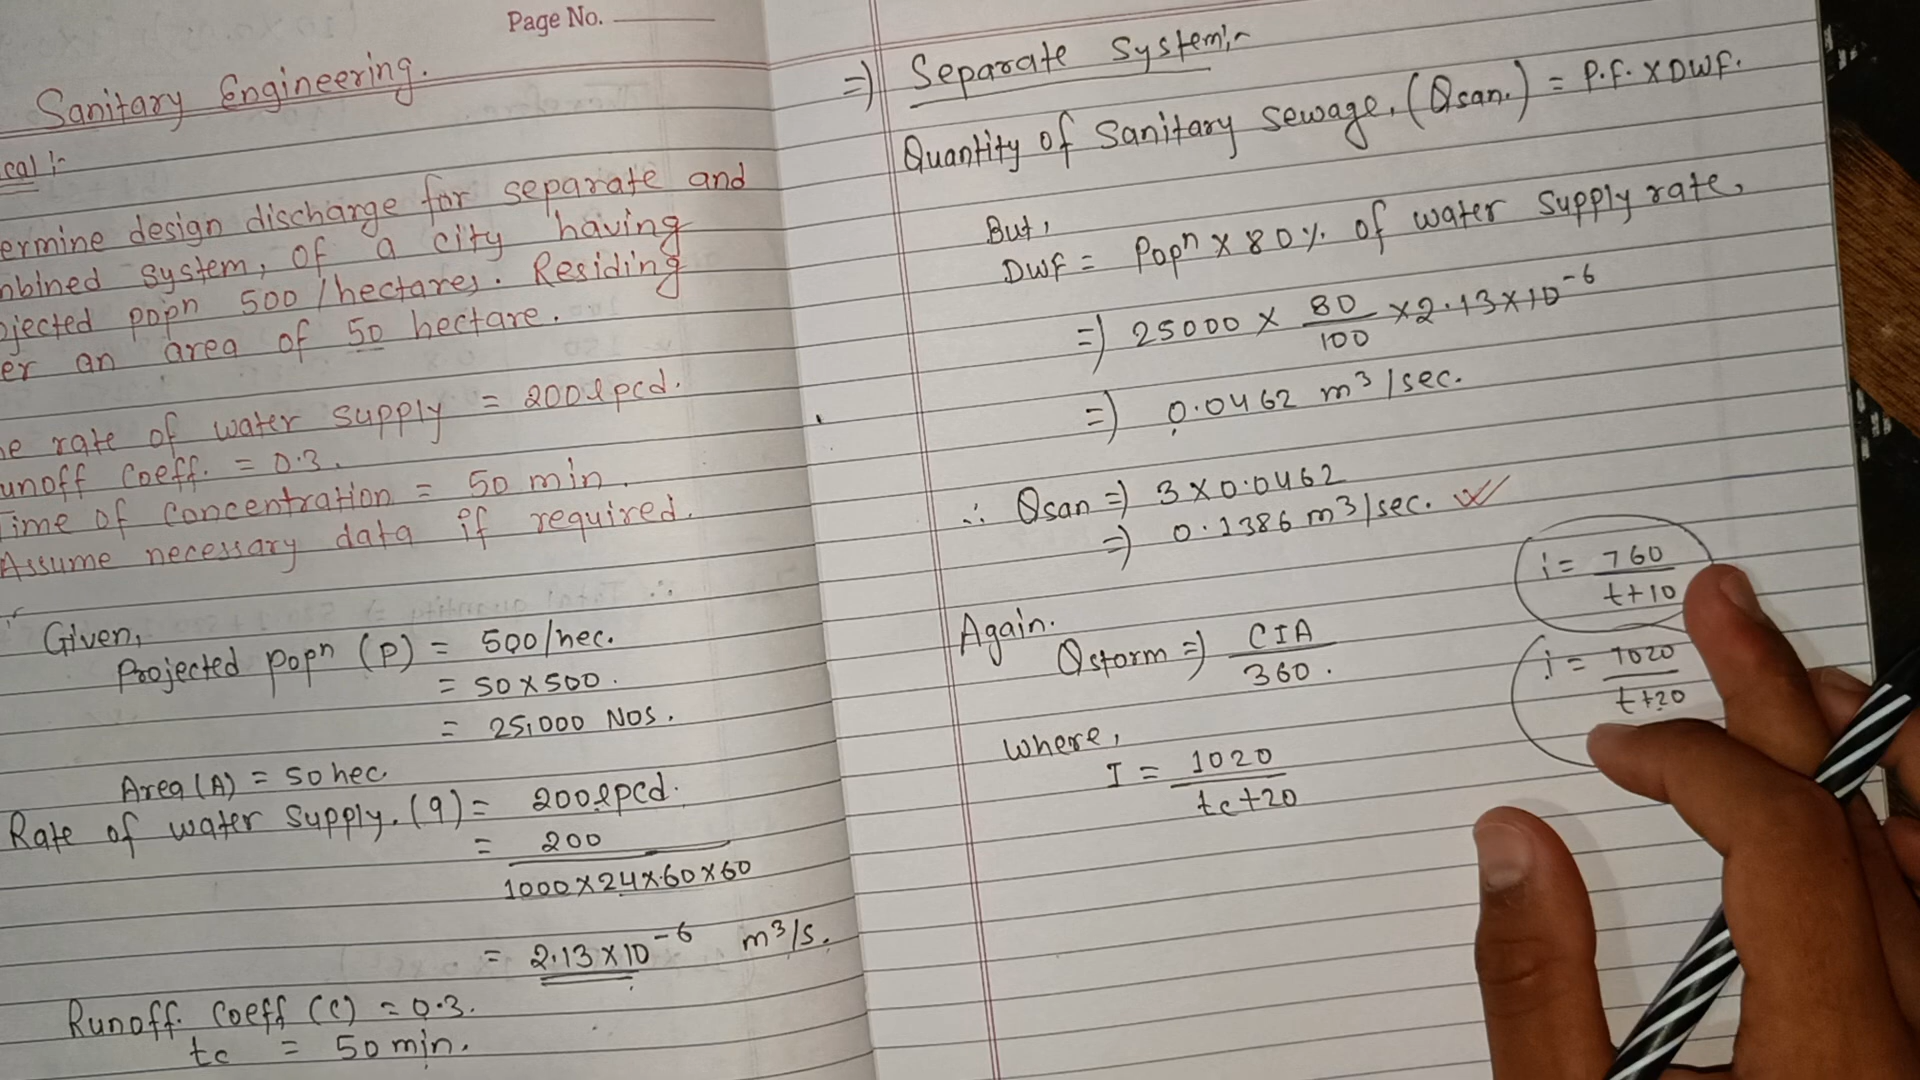 Page No.
Sanitary Engineering.
cal :-
ermine design discharge for separate and
mbined system, of a city having
ojected popn 500 / hectares. Residing
er an area of 50 hectare.
e rate of water supply = 200 lpcd.
unoff Coeff. = 0.3.
Time of Concentration = 50 min.
Assume necessary data if required.
Given,
Projected popn (P) = 500/hec.
= 50 x 500.
= 25,000 Nos.
Area (A) = 50 hec.
Rate of water supply. (q) = 200 lpcd.
= 200
1000 x 24 x 60 x 60
= 2.13 x 10^-6 m³/s.
Runoff. Coeff (C) = 0.3.
tc = 50 min.
=) Separate System:-
Quantity of Sanitary Sewage. (Qsan.) = P.F. x DWF.
But,
DWF = Popn x 80% of water supply rate.
=) 25000 x 80/100 x 2.13 x 10^-6
=) 0.0462 m³/sec.
∴ Qsan =) 3 x 0.0462
=) 0.1386 m³/sec.
Again.
Qstorm =) CIA/360.
where,
I = 1020/tc+20
i = 760/t+10
i = 1020/t+20